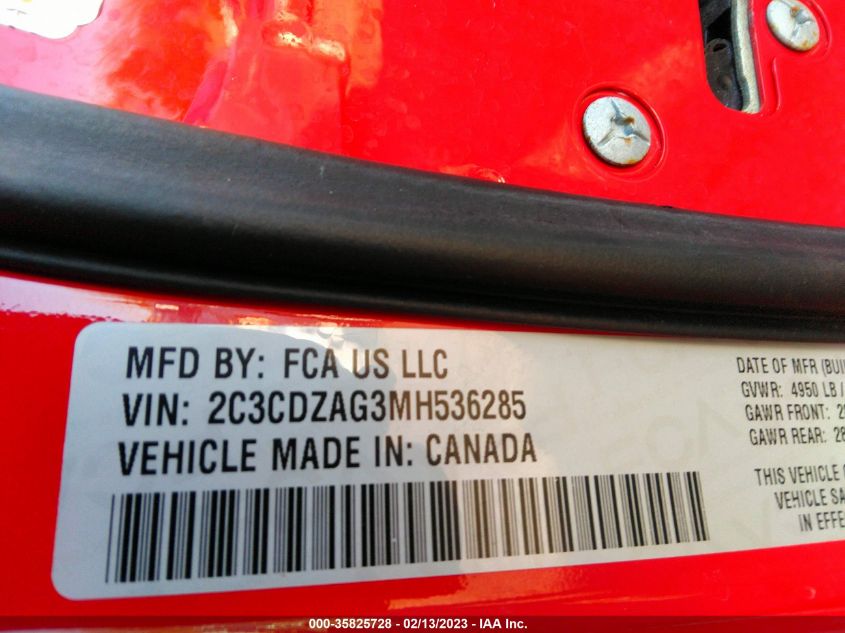 MFD BY: FCA US LLC
VIN: 2C3CDZAG3MH536285
VEHICLE MADE IN: CANADA
DATE OF MFR
GVWR: 4950 LB /
GAWR FRONT:
GAWR REAR:
THIS VEHICLE
VEHICLE
IN
000-35825728 - 02/13/2023 - IAA Inc.